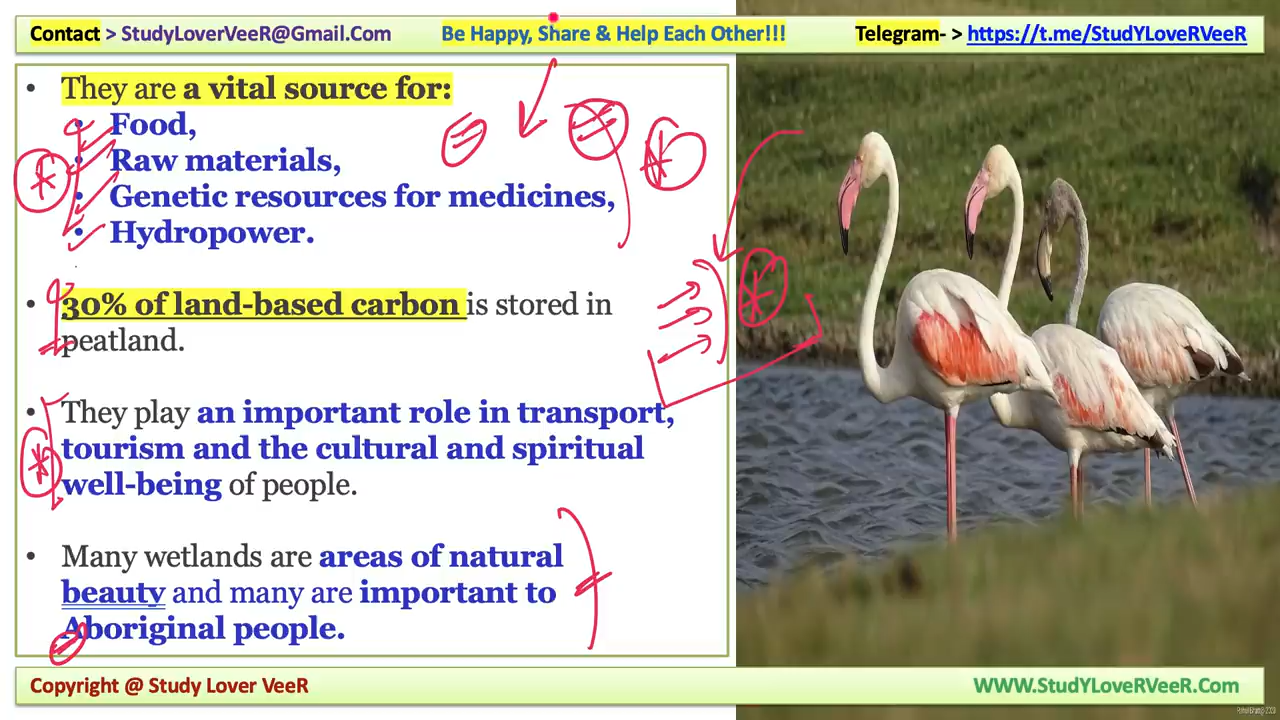 Contact > StudyLoverVeeR@Gmail.Com Be Happy, Share & Help Each Other!!! Telegram- > https://t.me/StudYLoverVeeR
• They are a vital source for:
• Food,
• Raw materials,
• Genetic resources for medicines,
• Hydropower.
• 30% of land-based carbon is stored in
peatland.
• They play an important role in transport,
tourism and the cultural and spiritual
well-being of people.
• Many wetlands are areas of natural
beauty and many are important to
Aboriginal people.
Copyright @ Study Lover VeeR WWW.StudYLoveRVeeR.Com